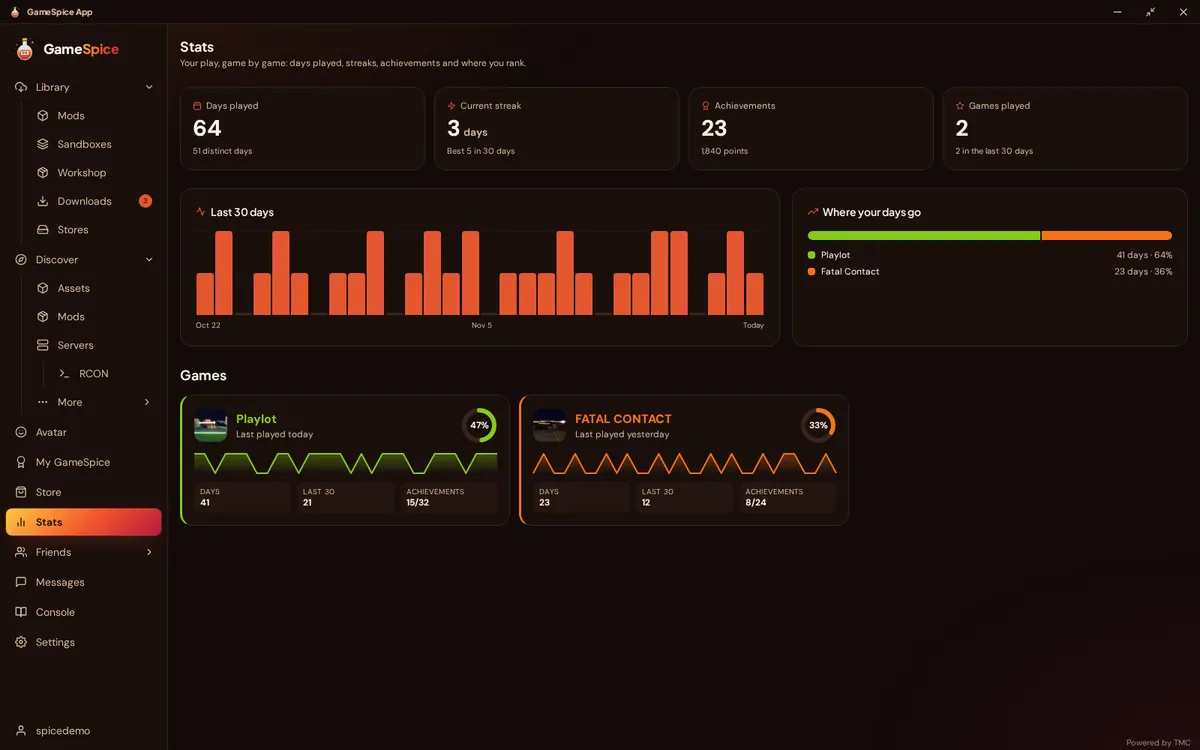 GameSpice App
GameSpice
Library
Mods
Sandboxes
Workshop
Downloads 3
Stores
Discover
Assets
Mods
Servers
RCON
More
Avatar
My GameSpice
Store
Stats
Friends
Messages
Console
Settings
spicedemo
Stats
Your play, game by game: days played, streaks, achievements and where you rank.
Days played
64
51 distinct days
Current streak
3 days
Best 5 in 30 days
Achievements
23
1,840 points
Games played
2
2 in the last 30 days
Last 30 days
Oct 22 Nov 5 Today
Where your days go
Playlot 41 days · 64%
Fatal Contact 23 days · 36%
Games
Playlot
Last played today
47%
DAYS LAST 30 ACHIEVEMENTS
41 21 15/32
FATAL CONTACT
Last played yesterday
33%
DAYS LAST 30 ACHIEVEMENTS
23 12 8/24
Powered by TMC